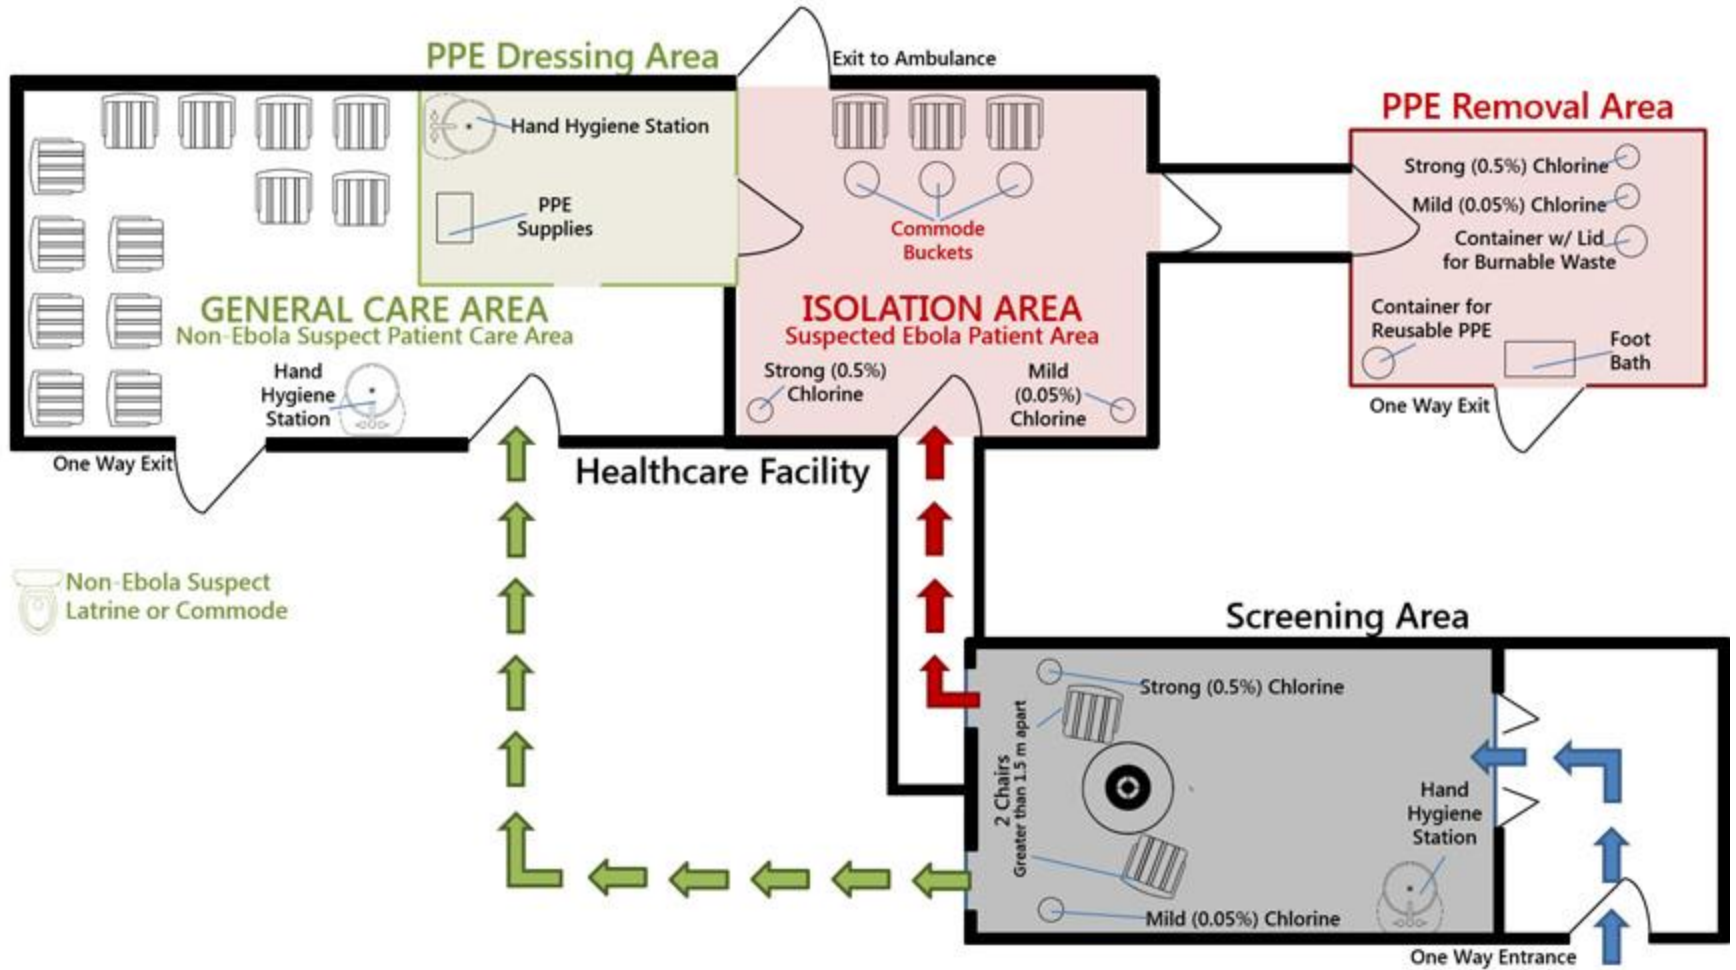 PPE Dressing Area
Exit to Ambulance
Hand Hygiene Station
PPE
Supplies
GENERAL CARE AREA
Non-Ebola Suspect Patient Care Area
Hand
Hygiene
Station
One Way Exit
Healthcare Facility
Commode
Buckets
ISOLATION AREA
Suspected Ebola Patient Area
Strong (0.5%)
Chlorine
Mild
(0.05%)
Chlorine
PPE Removal Area
Strong (0.5%) Chlorine
Mild (0.05%) Chlorine
Container w/ Lid
for Burnable Waste
Container for
Reusable PPE
Foot
Bath
One Way Exit
Non-Ebola Suspect
Latrine or Commode
Screening Area
Strong (0.5%) Chlorine
2 Chairs
Greater than 1.5 m apart
Hand
Hygiene
Station
Mild (0.05%) Chlorine
One Way Entrance